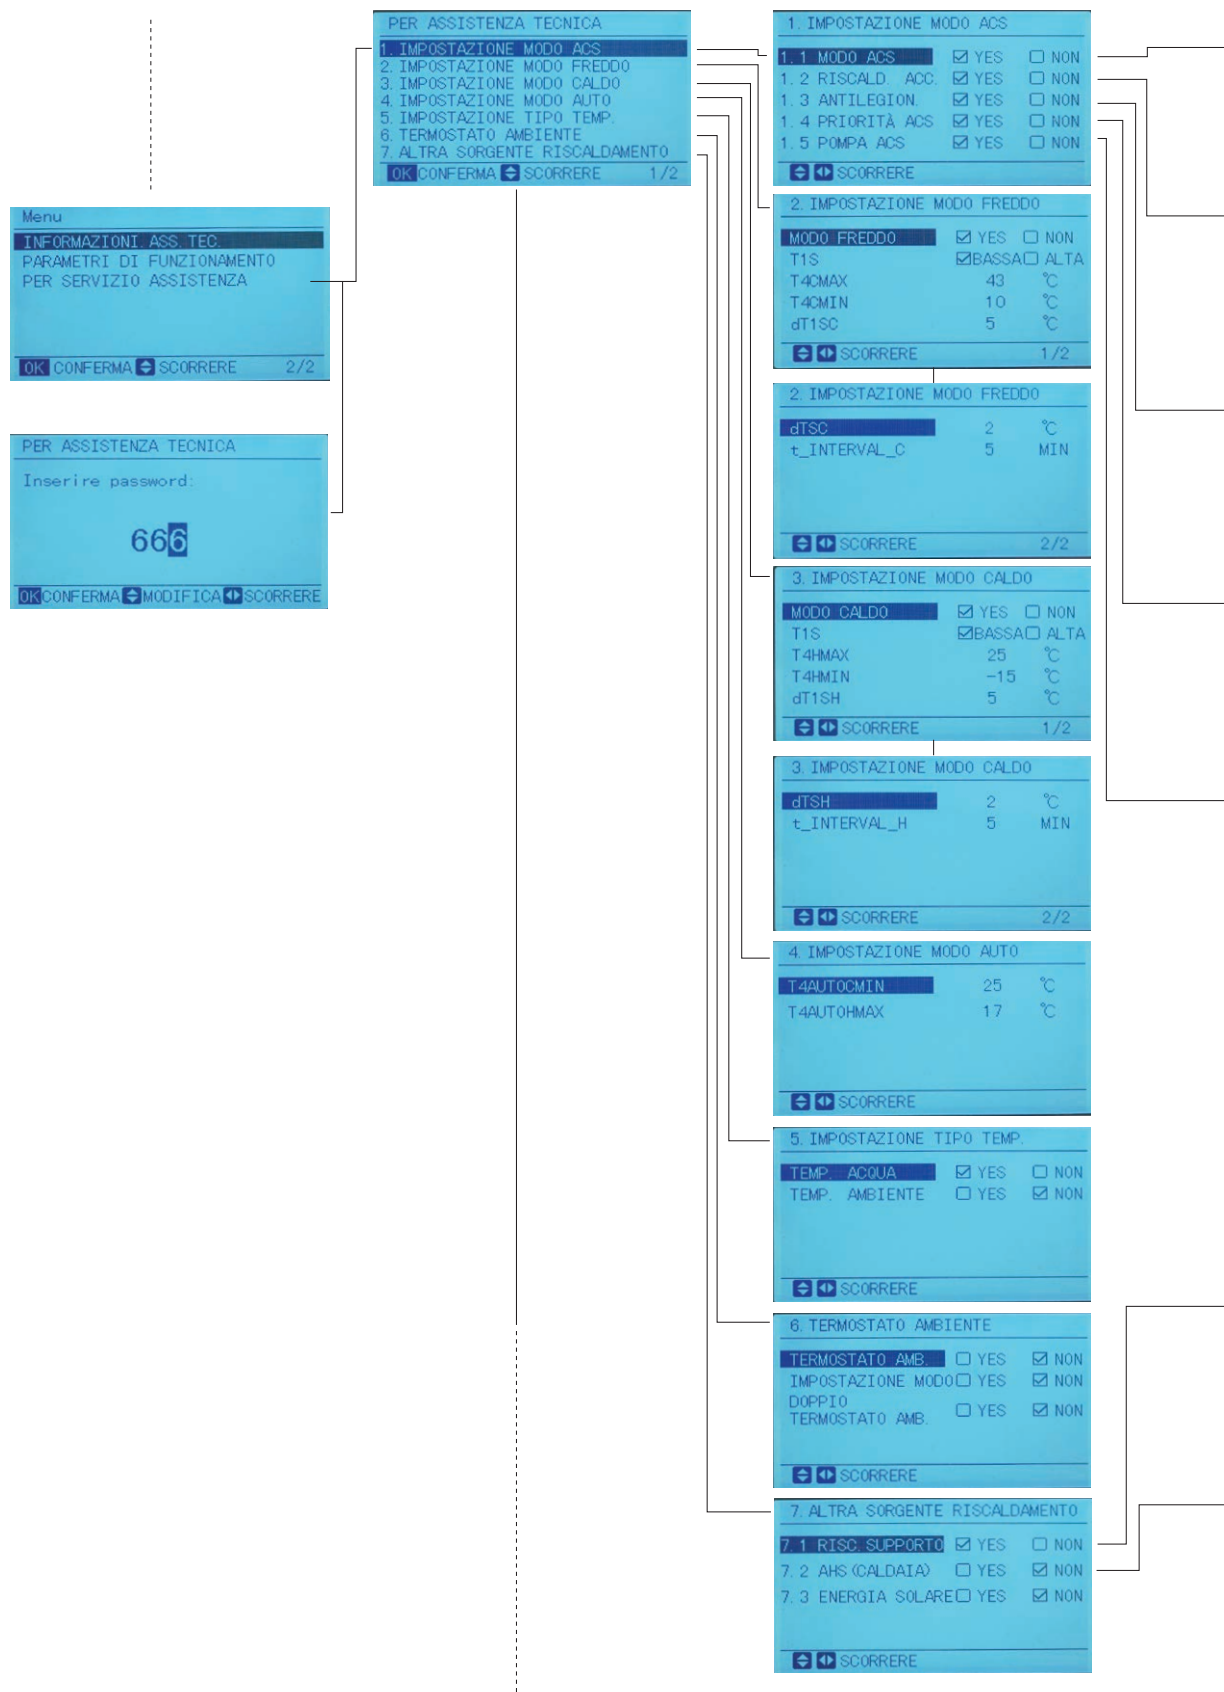 Menu
INFORMAZIONI. ASS. TEC.
PARAMETRI DI FUNZIONAMENTO
PER SERVIZIO ASSISTENZA
OK CONFERMA SCORRERE 2/2
PER ASSISTENZA TECNICA
Inserire password:
666
OK CONFERMA MODIFICA SCORRERE
PER ASSISTENZA TECNICA
1. IMPOSTAZIONE MODO ACS
2. IMPOSTAZIONE MODO FREDDO
3. IMPOSTAZIONE MODO CALDO
4. IMPOSTAZIONE MODO AUTO
5. IMPOSTAZIONE TIPO TEMP.
6. TERMOSTATO AMBIENTE
7. ALTRA SORGENTE RISCALDAMENTO
OK CONFERMA SCORRERE 1/2
1. IMPOSTAZIONE MODO ACS
1. 1 MODO ACS YES NON
1. 2 RISCALD. ACC. YES NON
1. 3 ANTILEGION. YES NON
1. 4 PRIORITÀ ACS YES NON
1. 5 POMPA ACS YES NON
SCORRERE
2. IMPOSTAZIONE MODO FREDDO
MODO FREDDO YES NON
T1S BASSA ALTA
T4CMAX 43 ℃
T4CMIN 10 ℃
dT1SC 5 ℃
SCORRERE 1/2
2. IMPOSTAZIONE MODO FREDDO
dTSC 2 ℃
t_INTERVAL_C 5 MIN
SCORRERE 2/2
3. IMPOSTAZIONE MODO CALDO
MODO CALDO YES NON
T1S BASSA ALTA
T4HMAX 25 ℃
T4HMIN -15 ℃
dT1SH 5 ℃
SCORRERE 1/2
3. IMPOSTAZIONE MODO CALDO
dTSH 2 ℃
t_INTERVAL_H 5 MIN
SCORRERE 2/2
4. IMPOSTAZIONE MODO AUTO
T4AUTOCMIN 25 ℃
T4AUTOHMAX 17 ℃
SCORRERE
5. IMPOSTAZIONE TIPO TEMP.
TEMP. ACQUA YES NON
TEMP. AMBIENTE YES NON
SCORRERE
6. TERMOSTATO AMBIENTE
TERMOSTATO AMB. YES NON
IMPOSTAZIONE MODO YES NON
DOPPIO
TERMOSTATO AMB. YES NON
SCORRERE
7. ALTRA SORGENTE RISCALDAMENTO
7. 1 RISC. SUPPORTO YES NON
7. 2 AHS (CALDAIA) YES NON
7. 3 ENERGIA SOLARE YES NON
SCORRERE